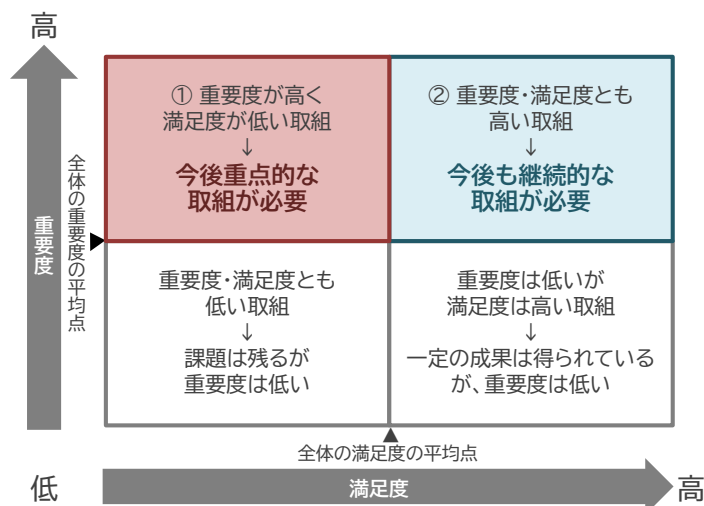 高
① 重要度が高く
満足度が低い取組
↓
今後重点的な
取組が必要
② 重要度・満足度とも
高い取組
↓
今後も継続的な
取組が必要
重要度
全体の重要度の平均点
重要度・満足度とも
低い取組
↓
課題は残るが
重要度は低い
重要度は低いが
満足度は高い取組
↓
一定の成果は得られている
が、重要度は低い
全体の満足度の平均点
低
満足度
高